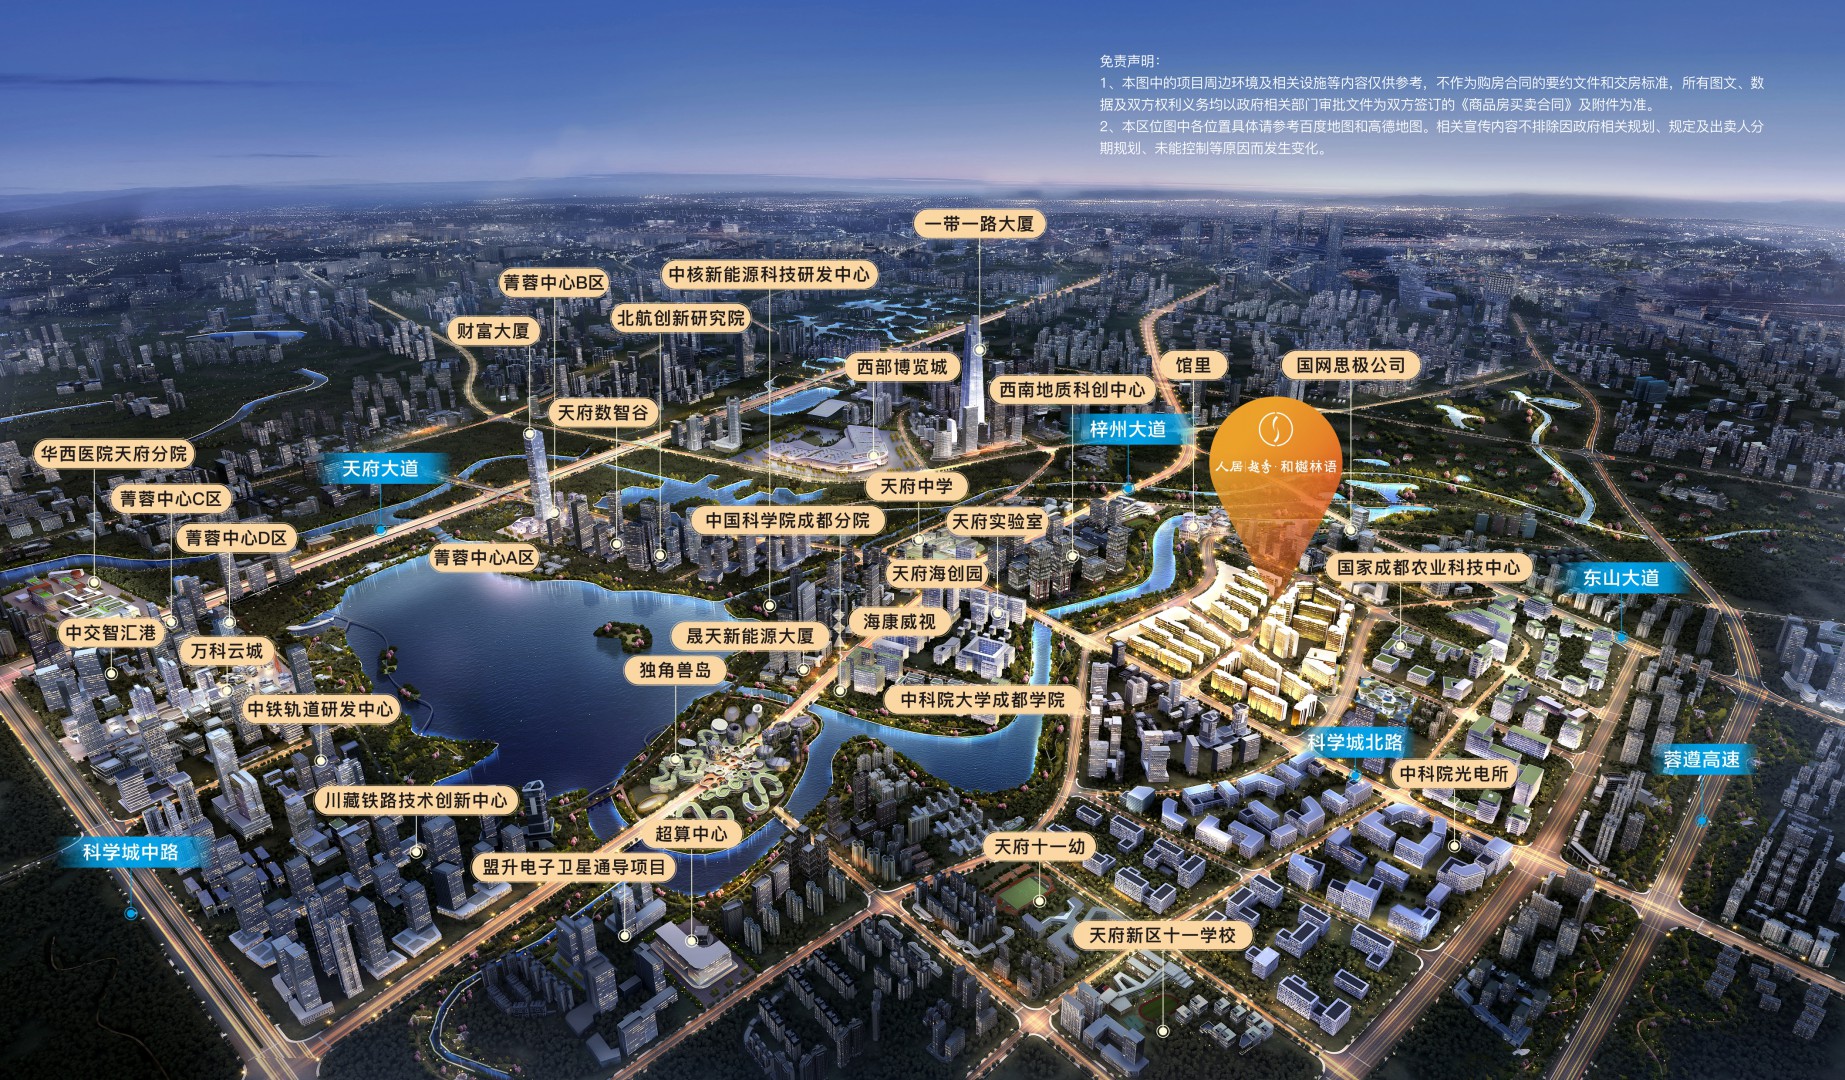 免责声明：
1、本图中的项目周边环境及相关设施等内容仅供参考，不作为购房合同的要约文件和交房标准，所有图文、数
据及双方权利义务均以政府相关部门审批文件为双方签订的《商品房买卖合同》及附件为准。
2、本区位图中各位置具体请参考百度地图和高德地图。相关宣传内容不排除因政府相关规划、规定及出卖人分
期规划、未能控制等原因而发生变化。
一带一路大厦
中核新能源科技研发中心
菁蓉中心B区
北航创新研究院
财富大厦
西部博览城
馆里
国网思极公司
西南地质科创中心
天府数智谷
梓州大道
华西医院天府分院
天府大道
人居·越秀·和樾林语
天府中学
菁蓉中心C区
中国科学院成都分院
天府实验室
菁蓉中心D区
菁蓉中心A区
天府海创园
国家成都农业科技中心
东山大道
中交智汇港
晟天新能源大厦
海康威视
万科云城
独角兽岛
中科院大学成都学院
中铁轨道研发中心
科学城北路
蓉遵高速
中科院光电所
川藏铁路技术创新中心
超算中心
天府十一幼
科学城中路
盟升电子卫星通导项目
天府新区十一学校